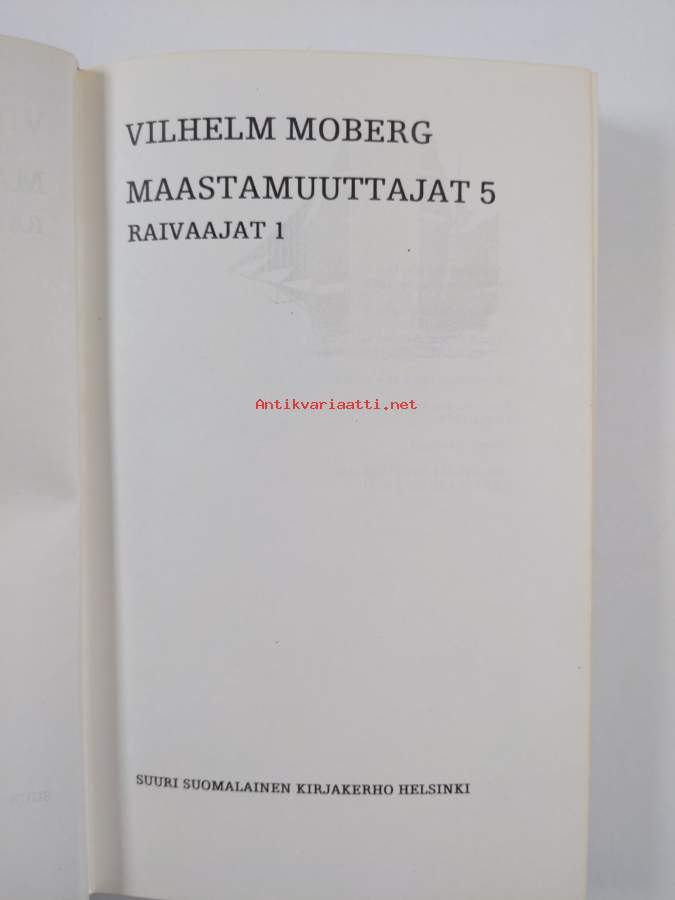 VILHELM MOBERG
MAASTAMUUTTAJAT 5
RAIVAAJAT 1
Antikvariaatti.net
SUURI SUOMALAINEN KIRJAKERHO HELSINKI